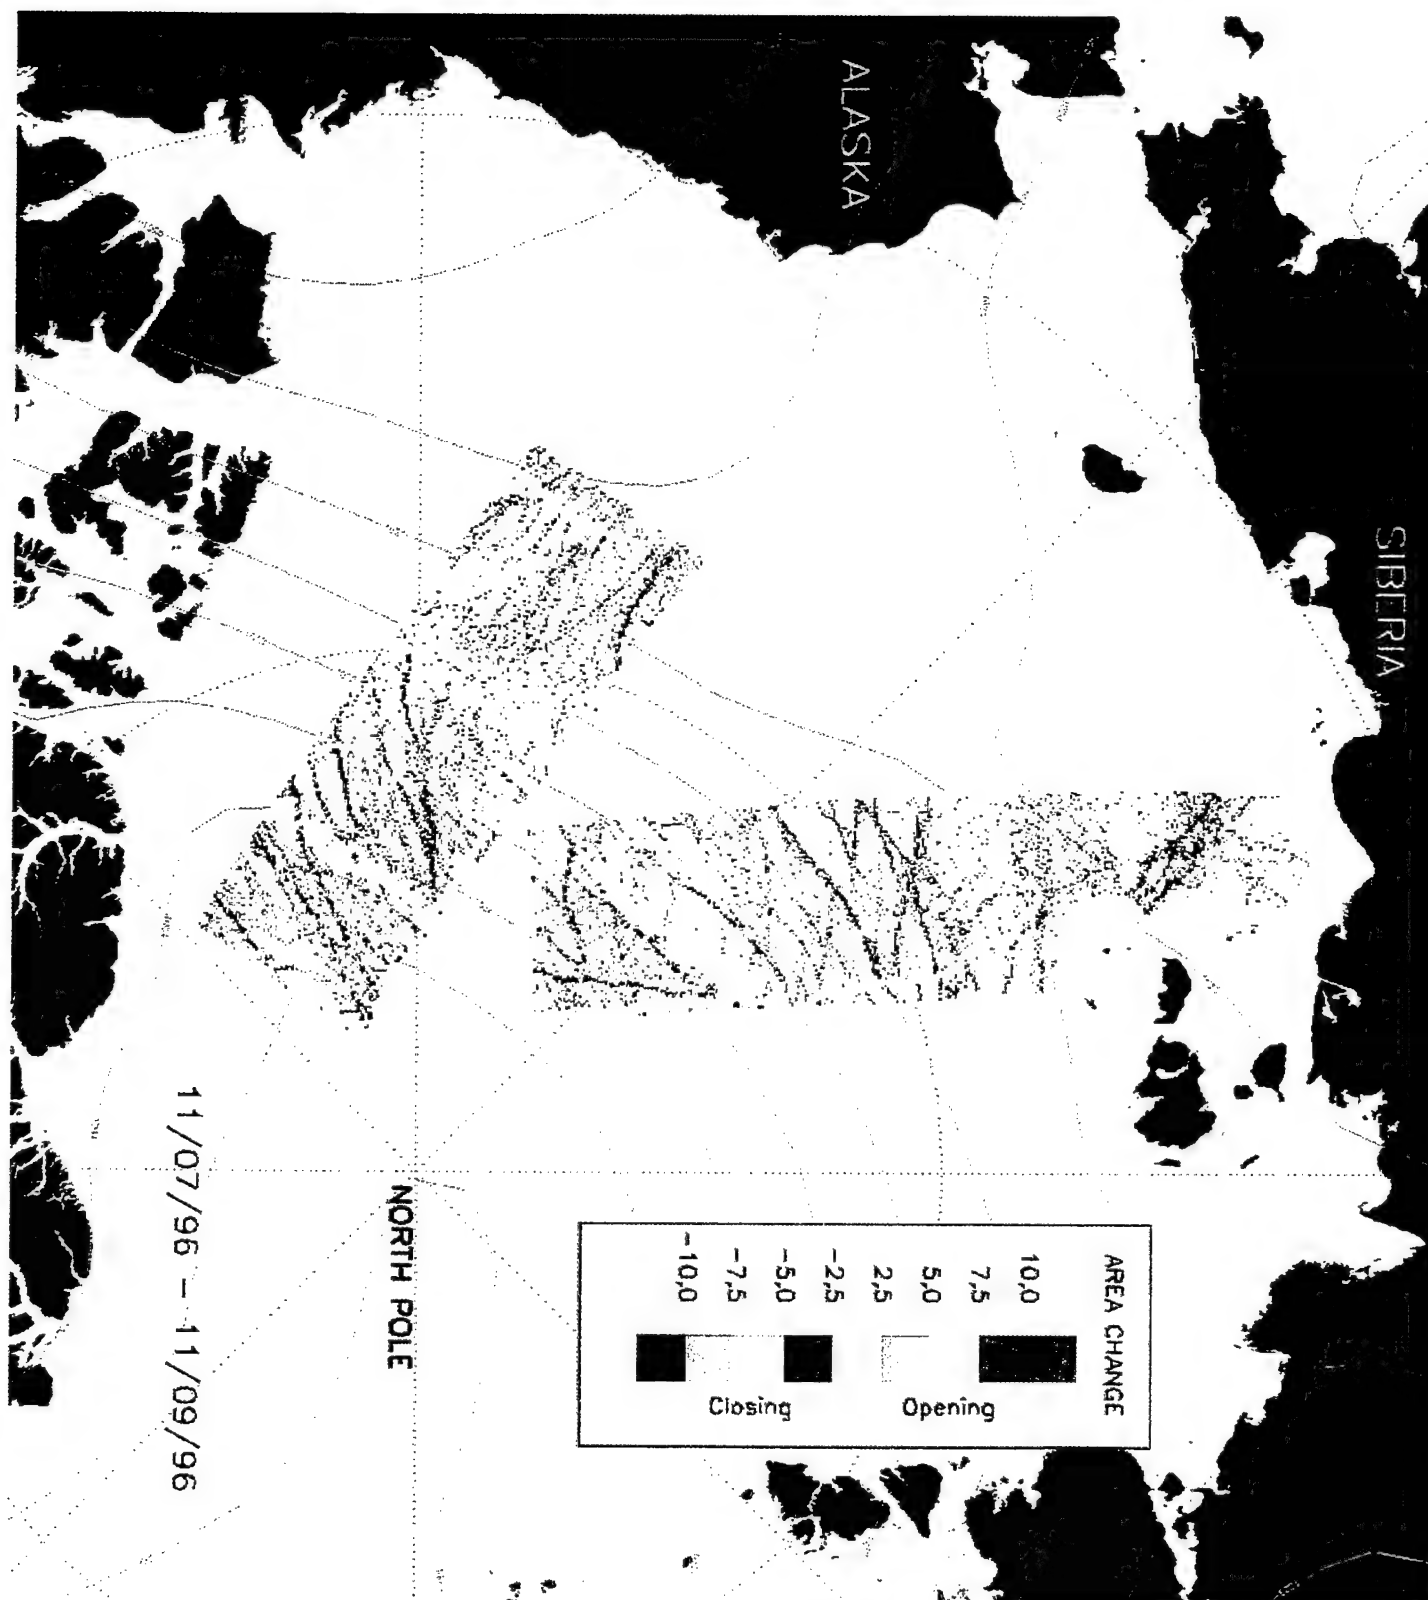 ALASKA
SIBERIA
AREA CHANGE
10,0
7,5
5,0
2,5
-2,5
-5,0
-7,5
-10,0
Opening
Closing
NORTH POLE
11/07/96 - 11/09/96